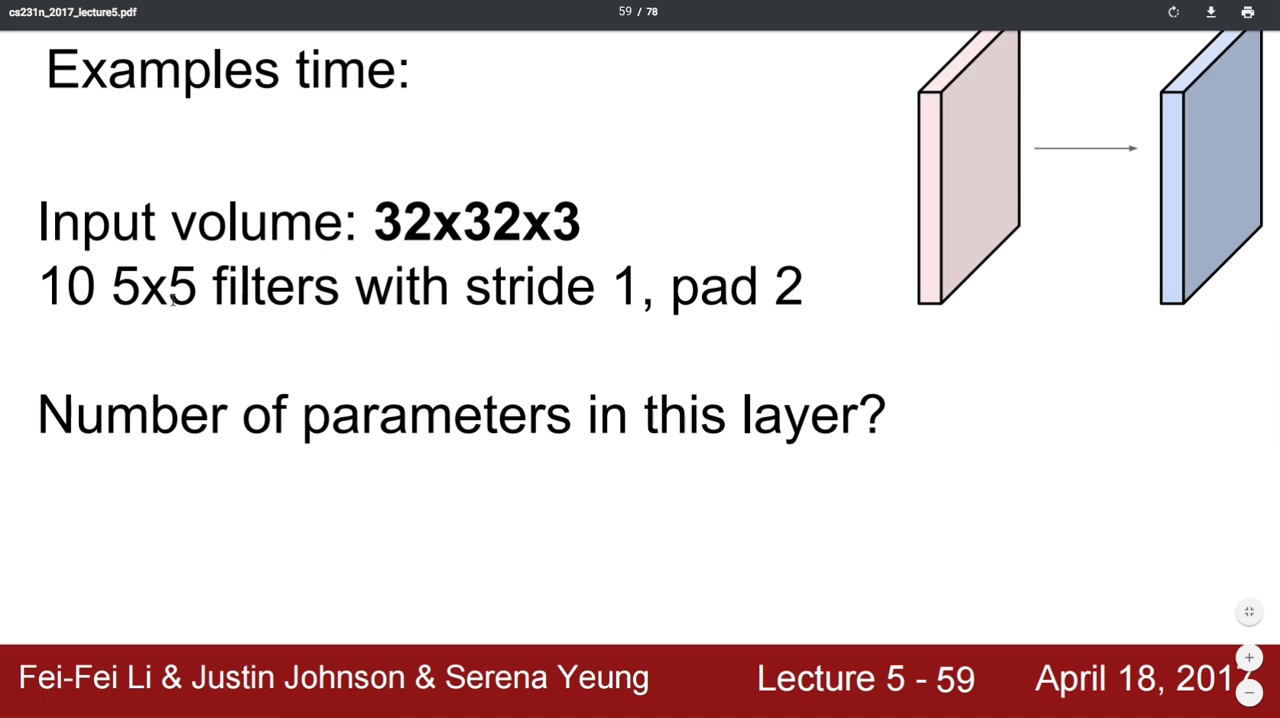 cs231n_2017_lecture5.pdf
59 / 78
Examples time:
Input volume: 32x32x3
10 5x5 filters with stride 1, pad 2
Number of parameters in this layer?
Fei-Fei Li & Justin Johnson & Serena Yeung
Lecture 5 - 59
April 18, 2017